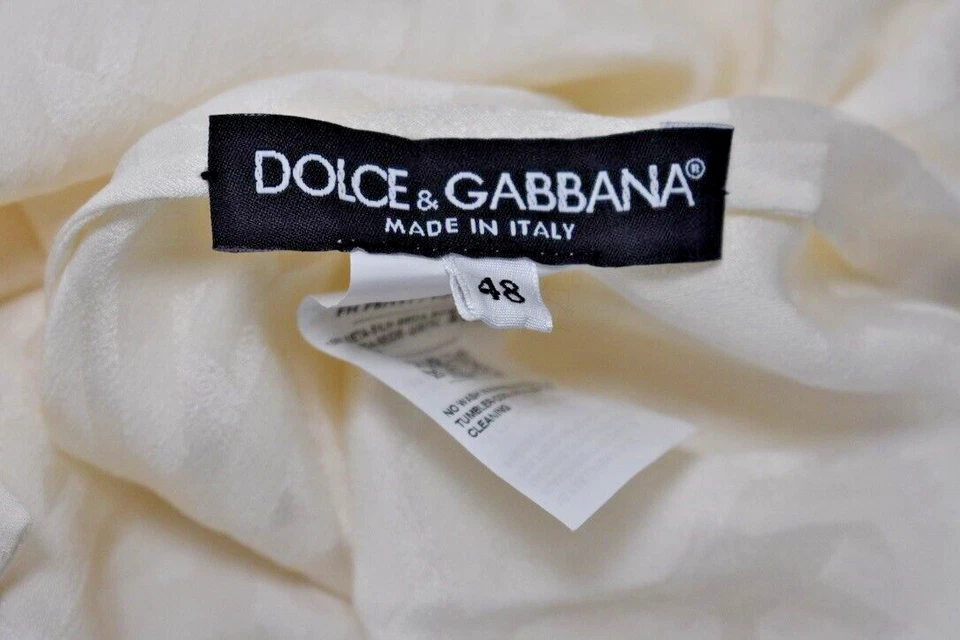 DOLCE & GABBANA®
MADE IN ITALY
48
NO WASH
TUMBLE
CLEANING